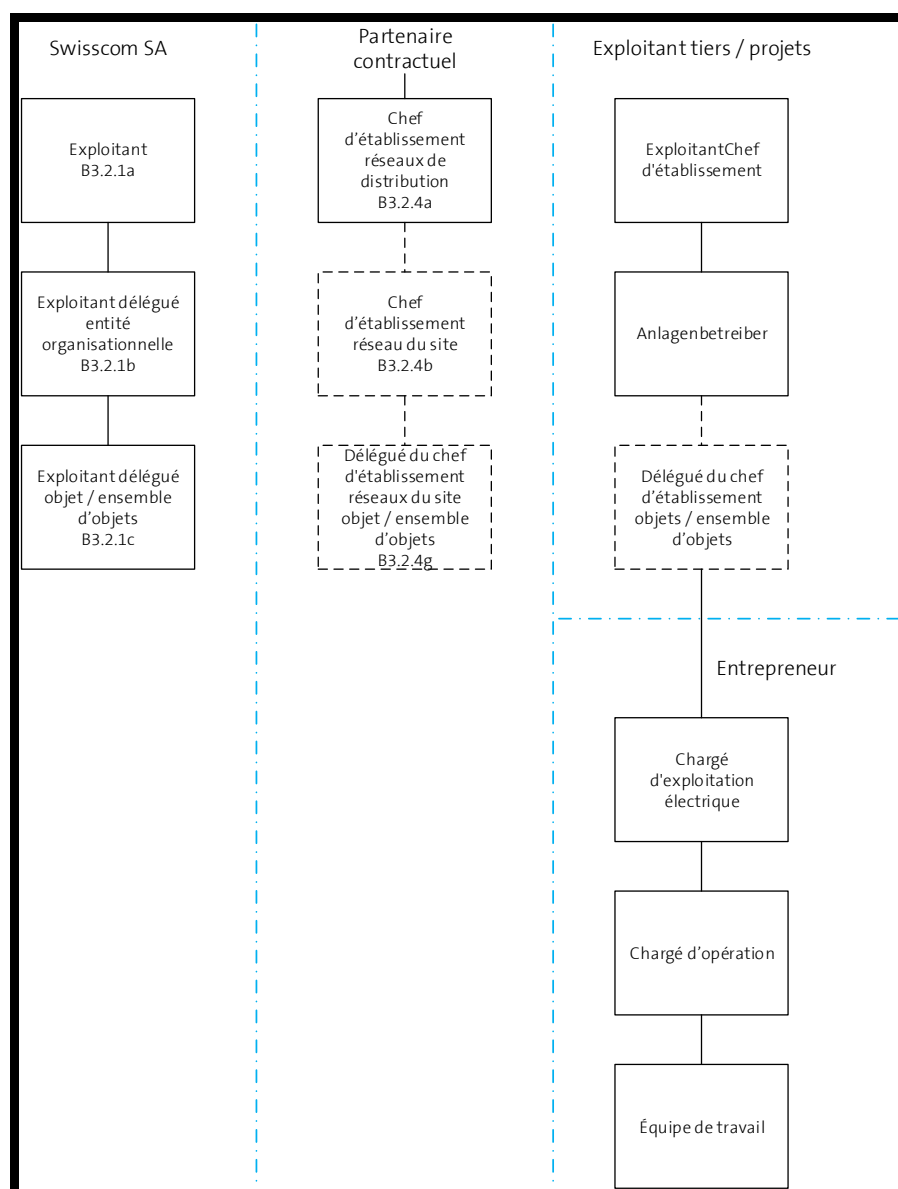 Swisscom SA
Exploitant
B3.2.1a
Exploitant délégué
entité
organisationnelle
B3.2.1b
Exploitant délégué
objet / ensemble
d’objets
B3.2.1c
Partenaire
contractuel
Chef
d’établissement
réseaux de
distribution
B3.2.4a
Chef
d’établissement
réseau du site
B3.2.4b
Délégué du chef
d'établissement
réseaux du site
objet / ensemble
d’objets
B3.2.4g
Exploitant tiers / projets
ExploitantChef
d'établissement
Anlagenbetreiber
Délégué du chef
d’établissement
objets / ensemble
d’objets
Entrepreneur
Chargé
d'exploitation
électrique
Chargé d’opération
Équipe de travail